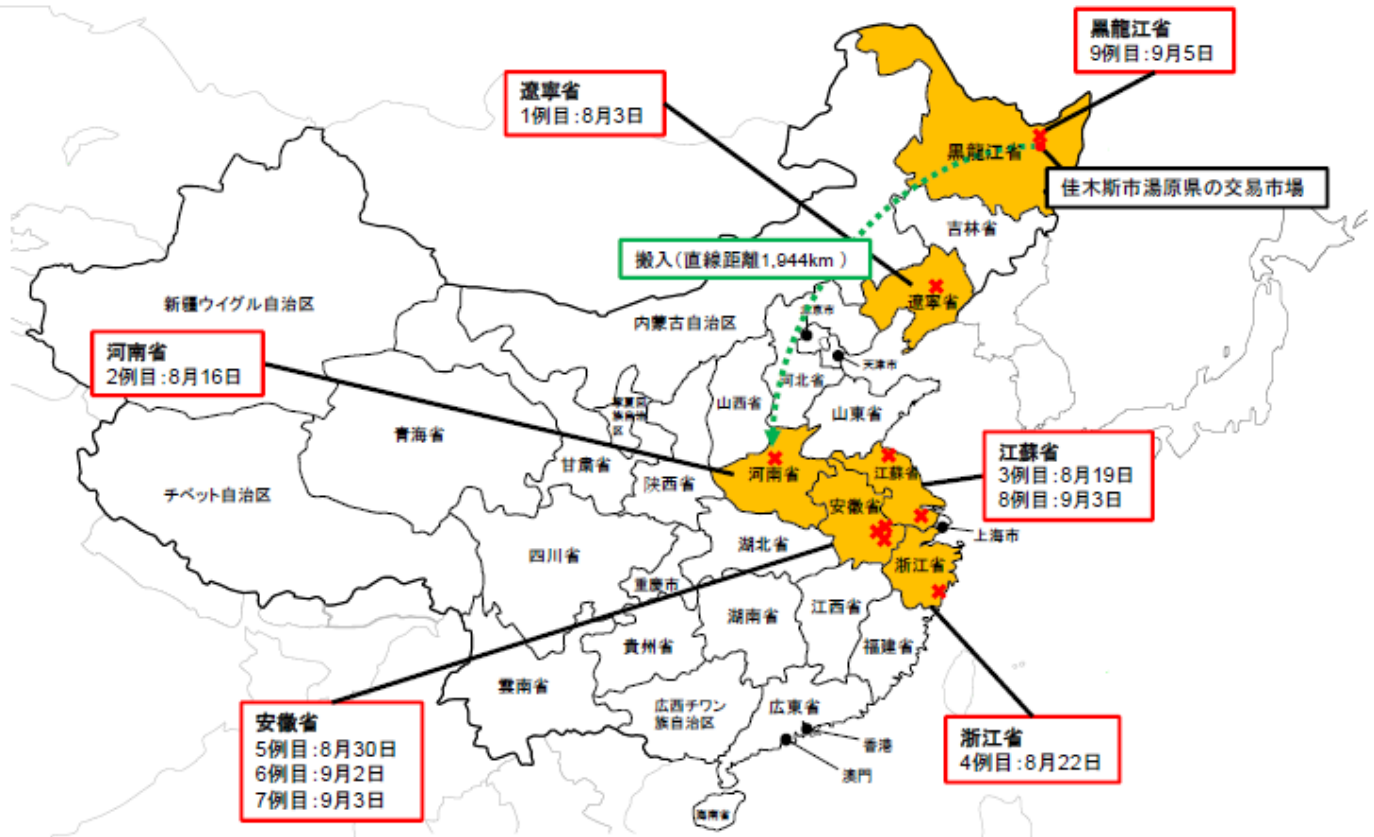 黒龍江省
9例目:9月5日
遼寧省
1例目:8月3日
黒龍江省
佳木斯市湯原県の交易市場
吉林省
搬入(直線距離1,944km )
遼寧省
新疆ウイグル自治区
内蒙古自治区
北京市
天津市
河南省
2例目:8月16日
河北省
山西省
山東省
寧夏回
族自治
区
青海省
甘粛省
陝西省
河南省
江蘇省
江蘇省
3例目:8月19日
8例目:9月3日
チベット自治区
安徽省
上海市
四川省
湖北省
浙江省
重慶市
湖南省
江西省
貴州省
福建省
雲南省
広西チワン
族自治区
広東省
香港
澳門
海南省
安徽省
5例目:8月30日
6例目:9月2日
7例目:9月3日
浙江省
4例目:8月22日